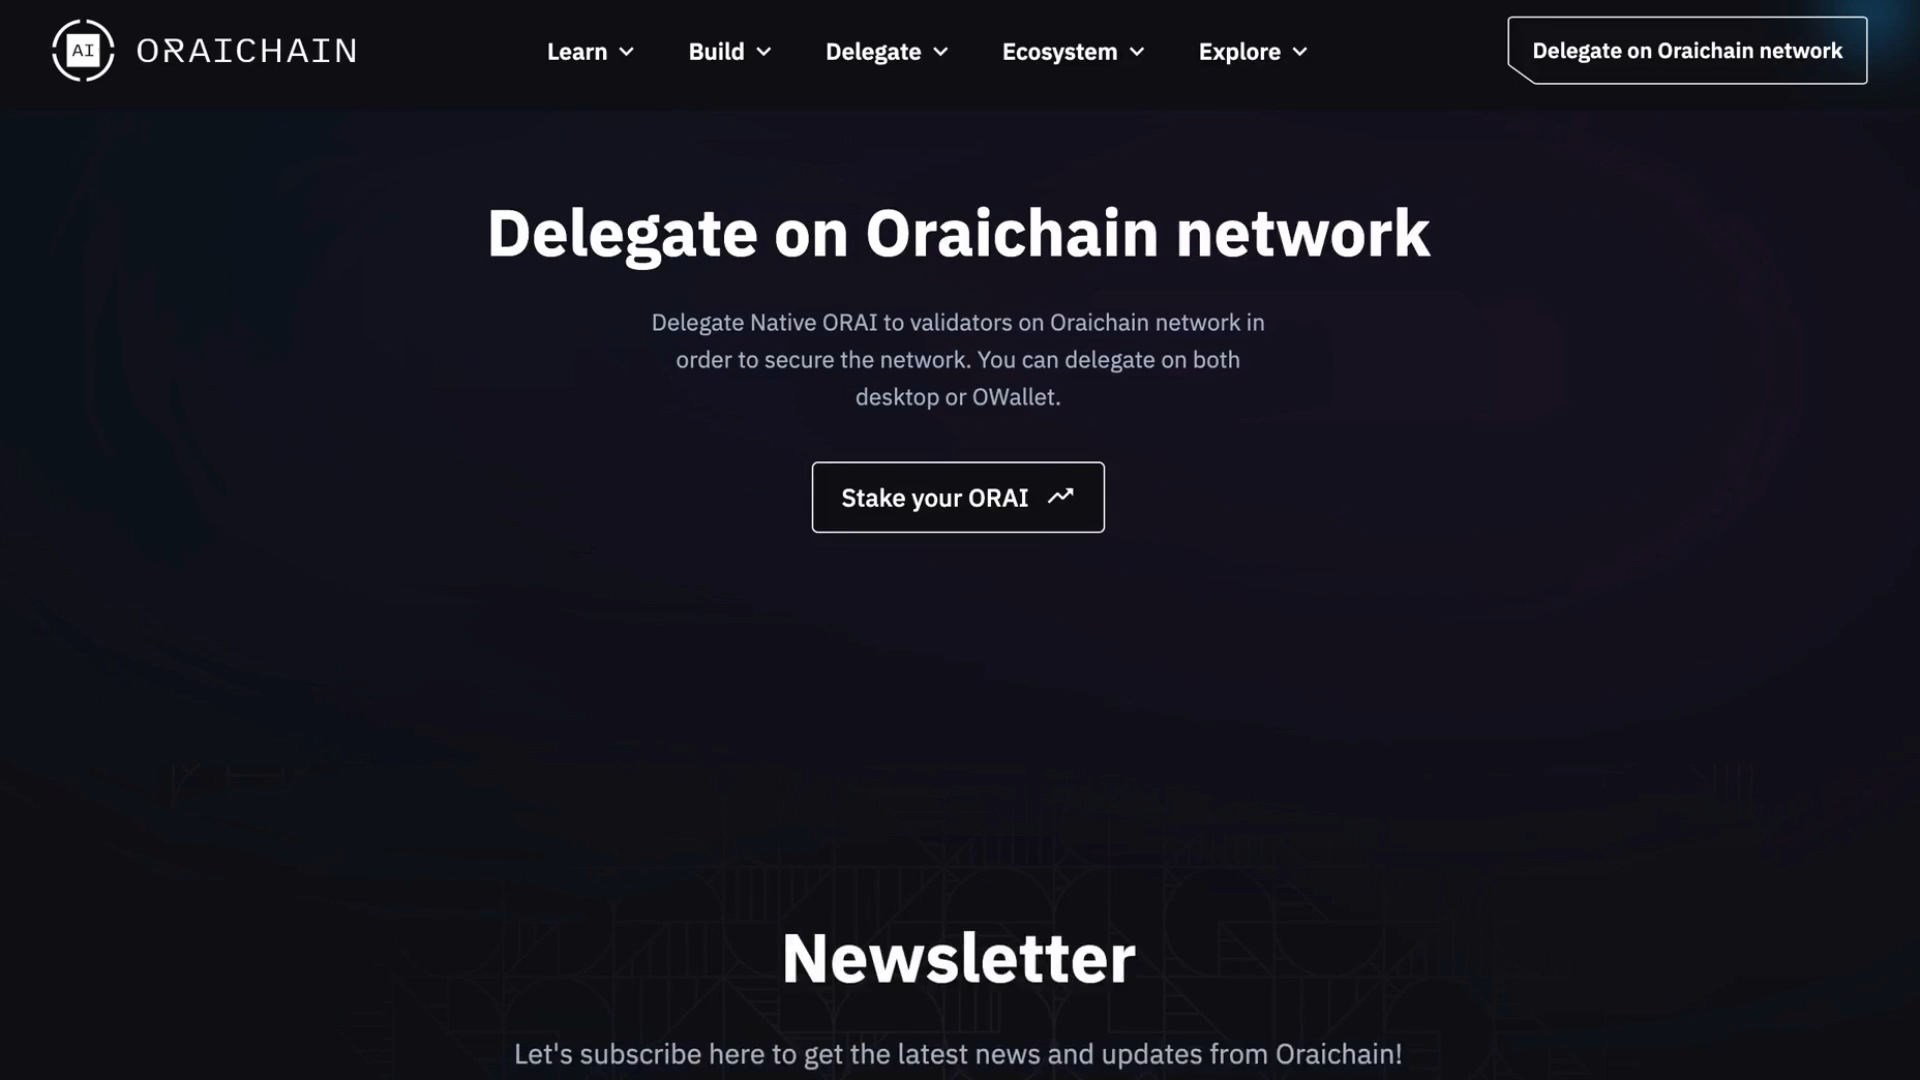 AI ORAICHAIN
Learn Build Delegate Ecosystem Explore
Delegate on Oraichain network
Delegate on Oraichain network
Delegate Native ORAI to validators on Oraichain network in
order to secure the network. You can delegate on both
desktop or OWallet.
Stake your ORAI
Newsletter
Let's subscribe here to get the latest news and updates from Oraichain!